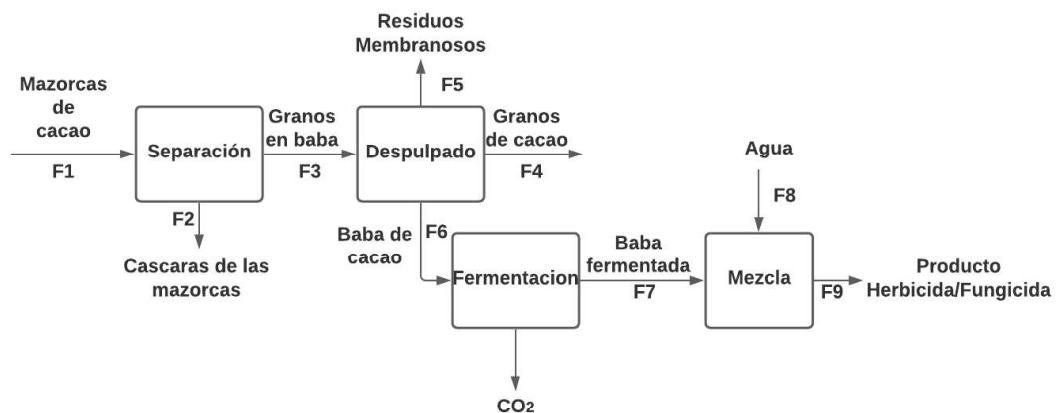 Residuos
Membranosos
F5
Mazorcas
de
cacao
F1
Separación
Granos
en baba
F3
Despulpado
Granos
de cacao
F4
Agua
F8
F2
Cascaras de las
mazorcas
Baba de
cacao
F6
Fermentacion
Baba
fermentada
F7
Mezcla
F9
Producto
Herbicida/Fungicida
CO₂